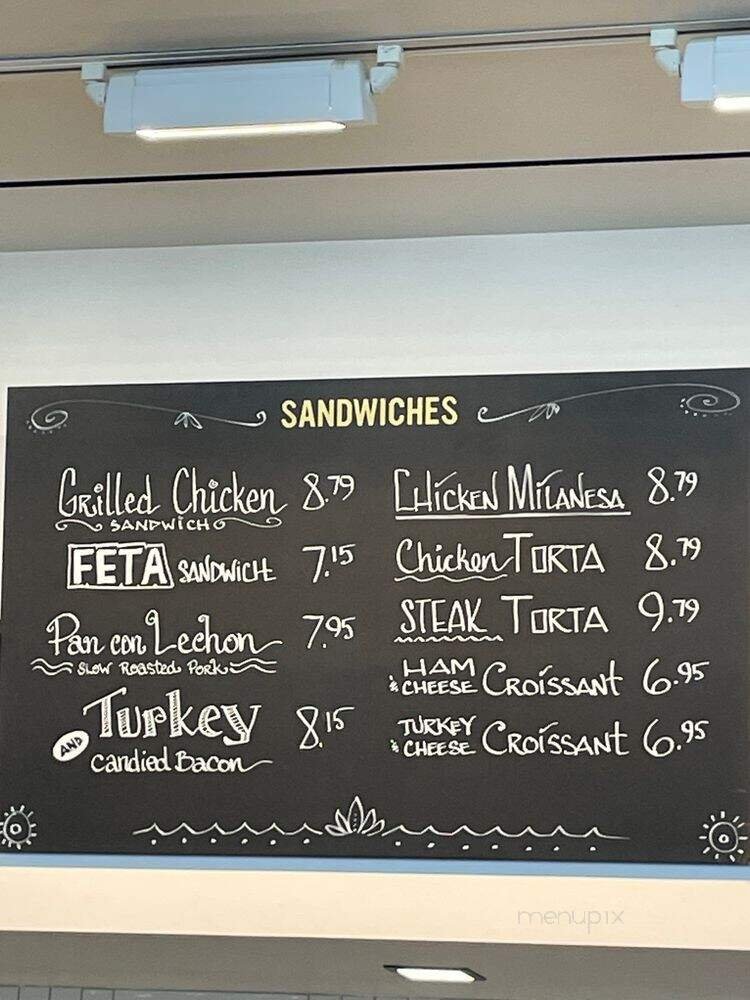 SANDWICHES
Grilled Chicken 8.79
SANDWICH
FETA SANDWICH 7.15
Pan con Lechon 7.95
Slow Roasted Pork
Turkey 8.15
AND Candied Bacon
Chicken Milanesa 8.79
Chicken Torta 8.79
STEAK Torta 9.79
HAM & CHEESE Croissant 6.95
TURKEY & CHEESE Croissant 6.95
menupix